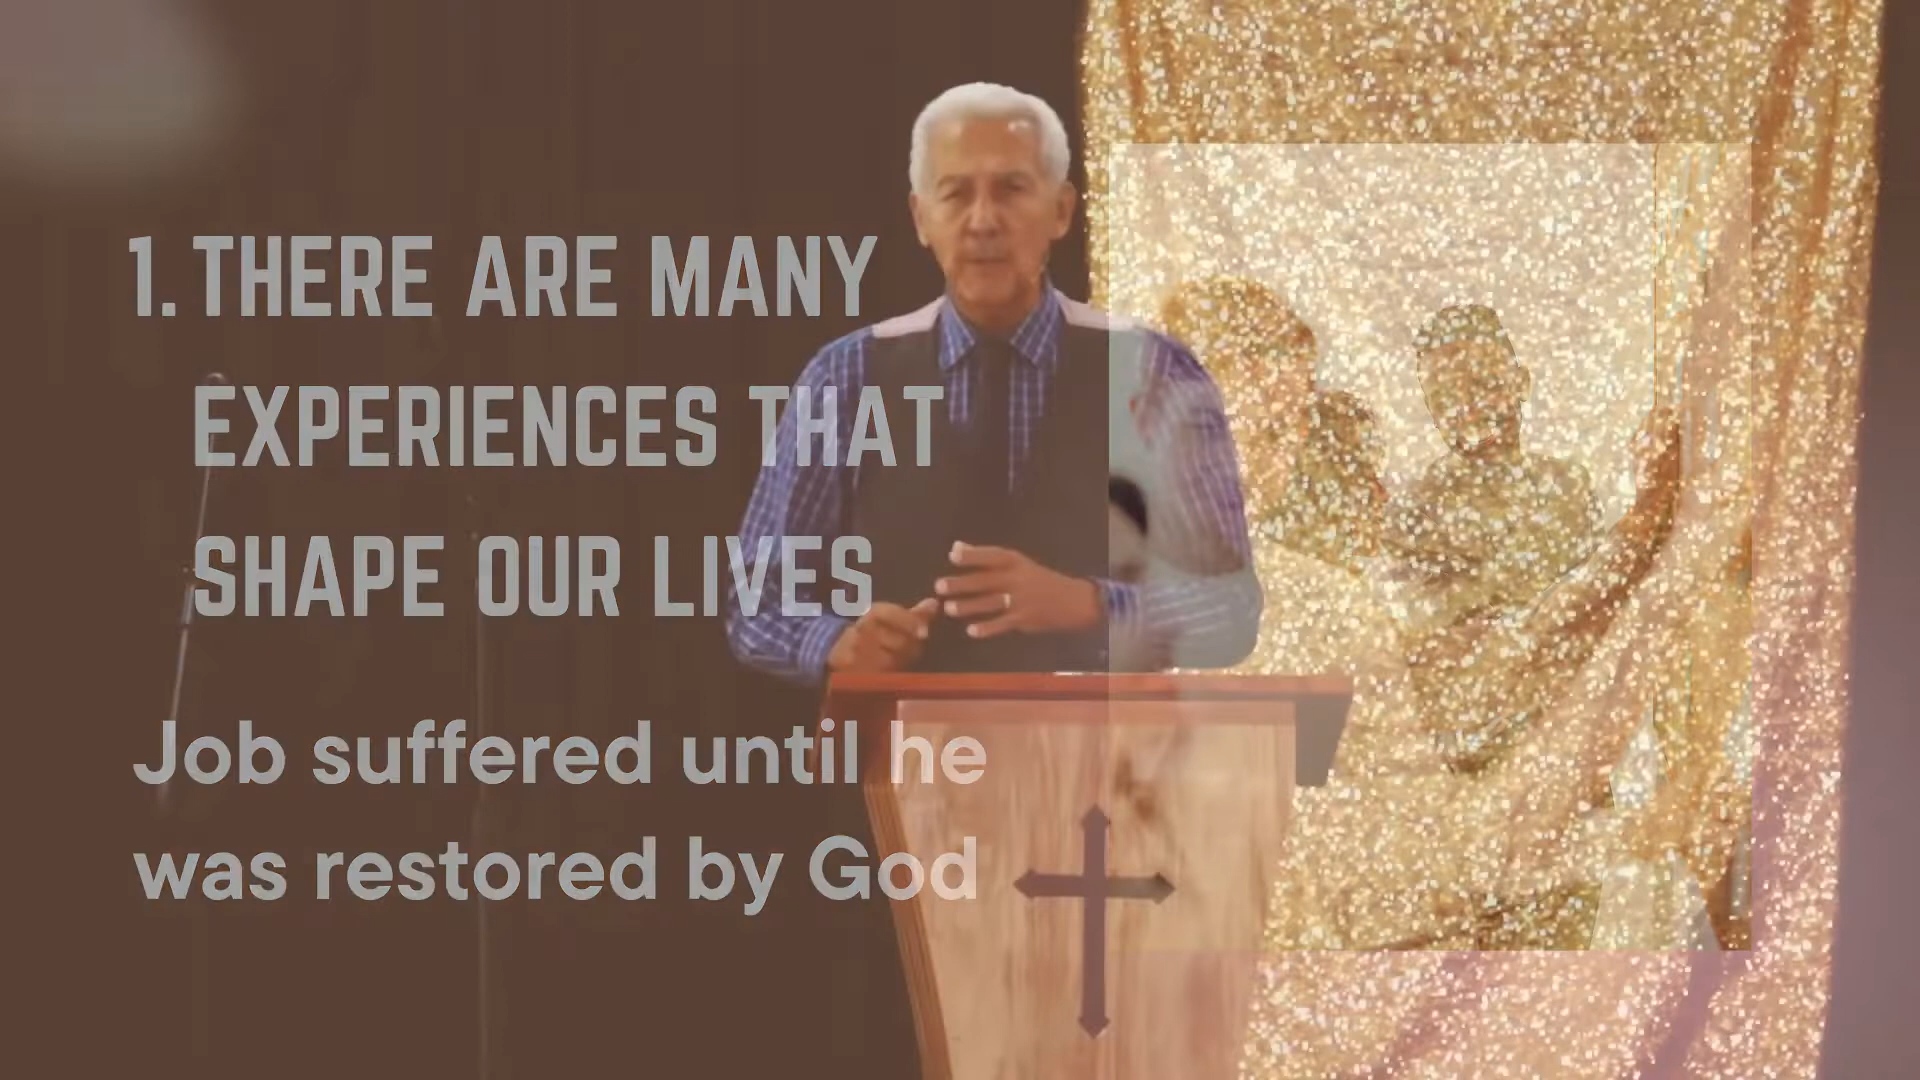 1. THERE ARE MANY
EXPERIENCES THAT
SHAPE OUR LIVES
Job suffered until he
was restored by God